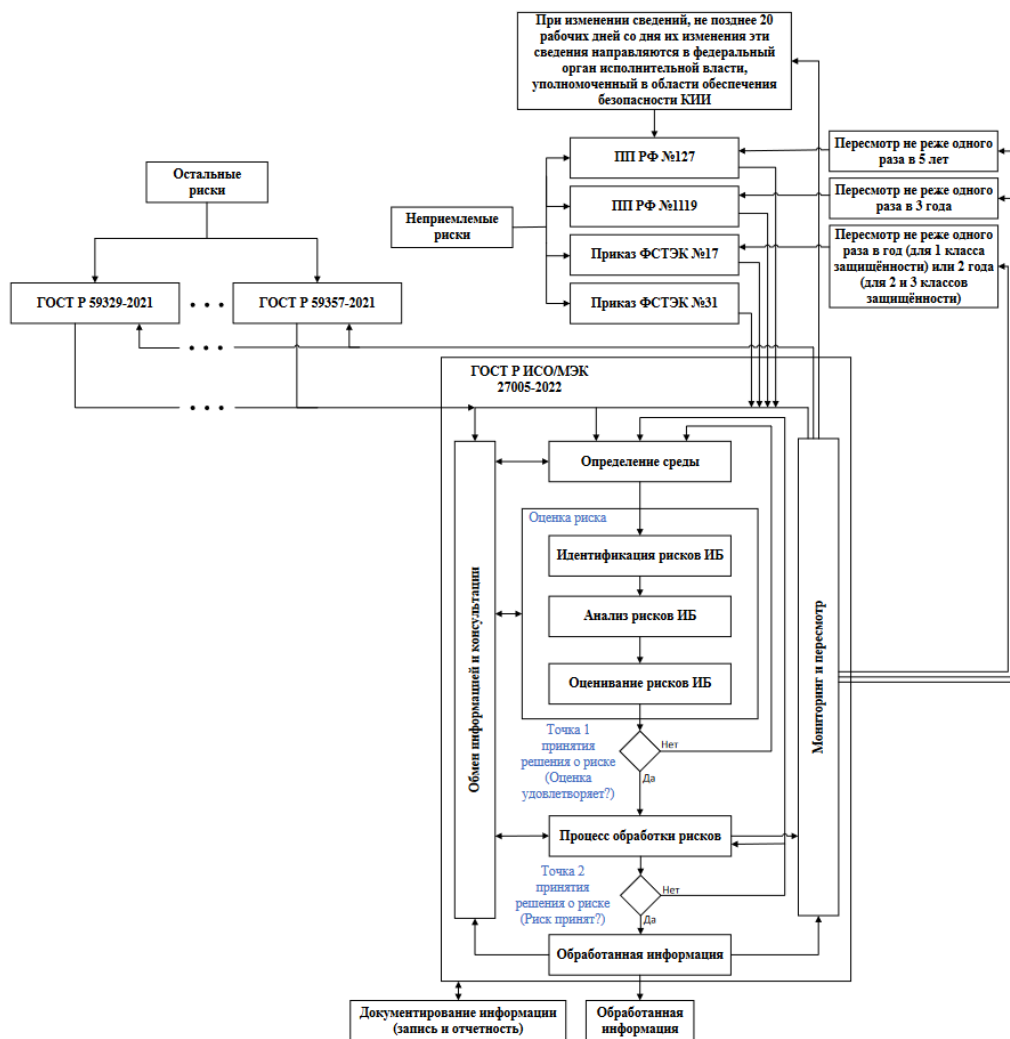 При изменении сведений, не позднее 20
рабочих дней со дня их изменения эти
сведения направляются в федеральный
орган исполнительной власти,
уполномоченный в области обеспечения
безопасности КИИ
Остальные
риски
Неприемлемые
риски
ПП РФ №127
Пересмотр не реже одного
раза в 5 лет
ПП РФ №1119
Пересмотр не реже одного
раза в 3 года
Приказ ФСТЭК №17
Пересмотр не реже одного
раза в год (для 1 класса
защищённости) или 2 года
(для 2 и 3 классов
защищённости)
Приказ ФСТЭК №31
ГОСТ Р 59329-2021
• • •
ГОСТ Р 59357-2021
• • •
• • •
ГОСТ Р ИСО/МЭК
27005-2022
Обмен информацией и консультации
Определение среды
Оценка риска
Идентификация рисков ИБ
Анализ рисков ИБ
Оценивание рисков ИБ
Мониторинг и пересмотр
Точка 1
принятия
решения о риске
(Оценка
удовлетворяет?)
Нет
Да
Процесс обработки рисков
Точка 2
принятия
решения о риске
(Риск принят?)
Нет
Да
Обработанная информация
Документирование информации
(запись и отчетность)
Обработанная
информация